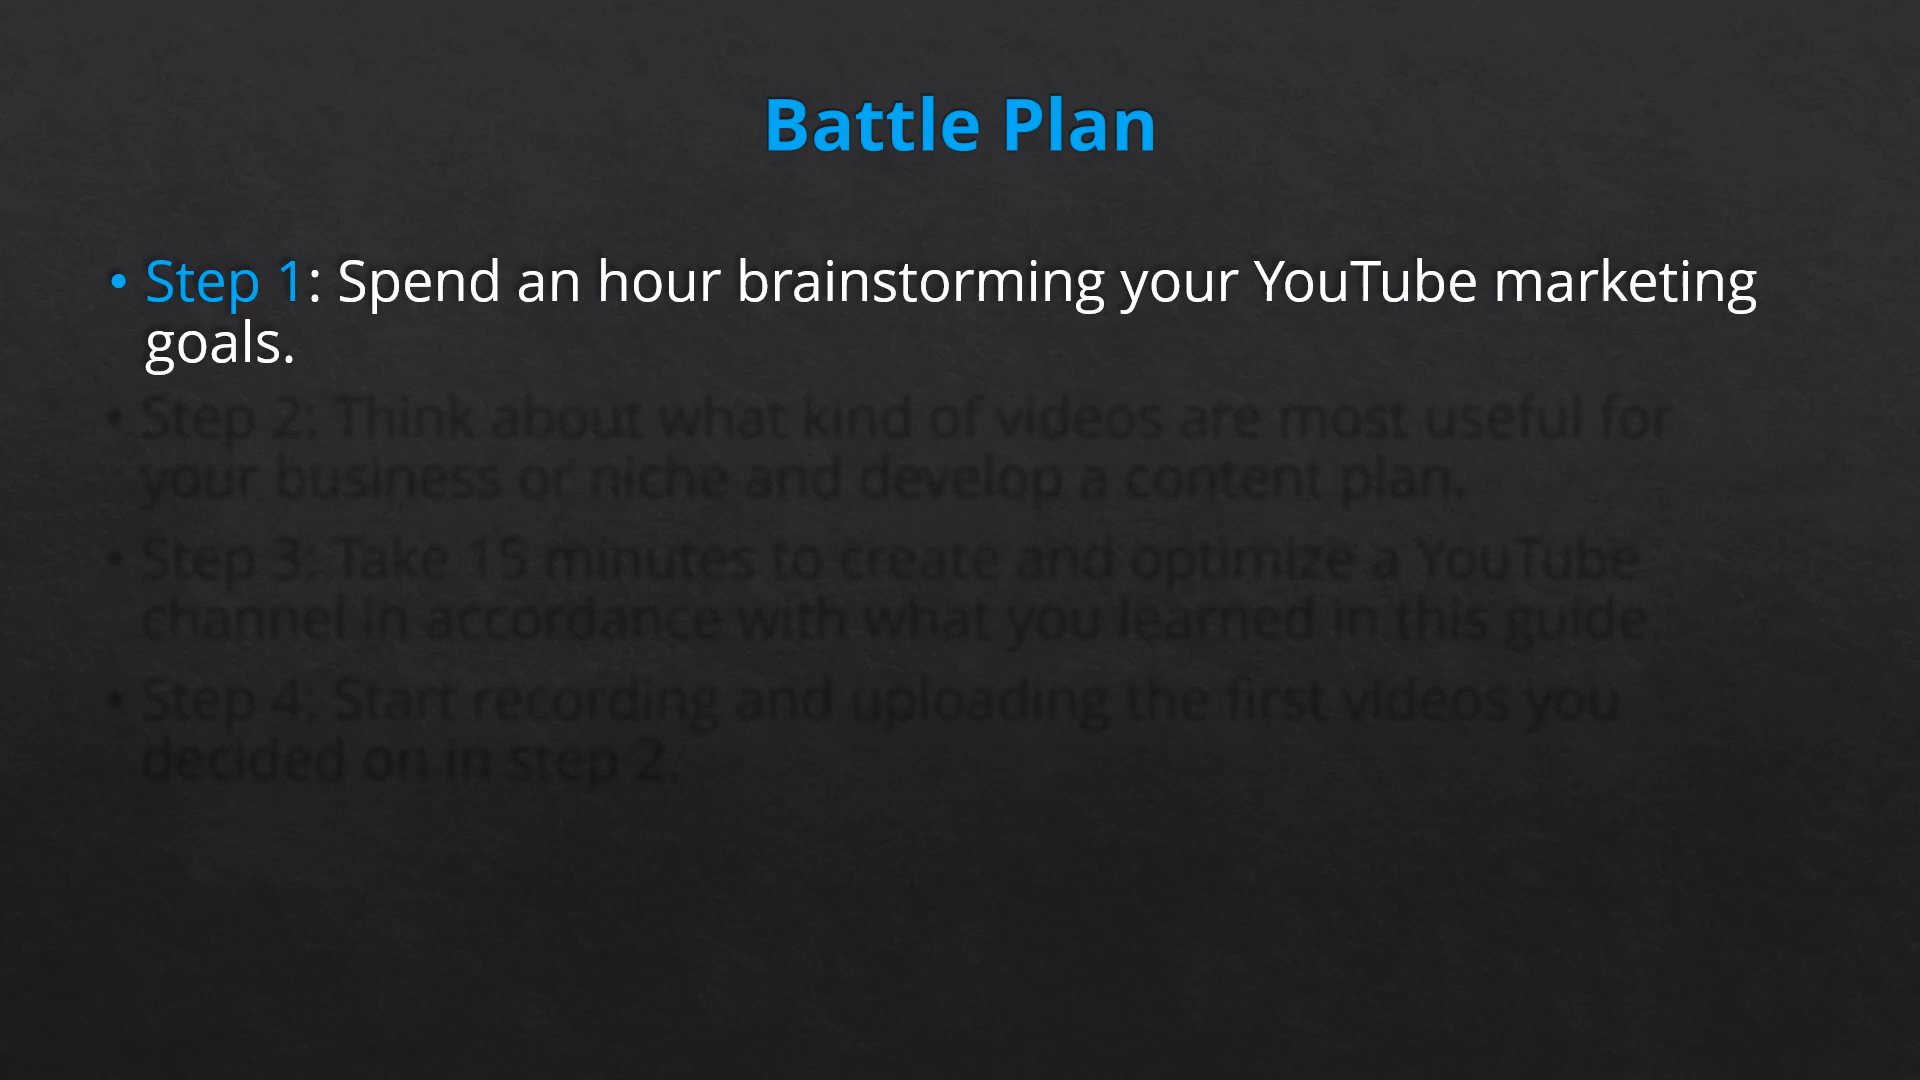 Battle Plan
• Step 1: Spend an hour brainstorming your YouTube marketing
goals.
• Step 2: Think about what kind of videos are most useful for
your business or niche and develop a content plan.
• Step 3: Take 15 minutes to create and optimize a YouTube
channel in accordance with what you learned in this guide.
• Step 4: Start recording and uploading the first videos you
decided on in step 2.